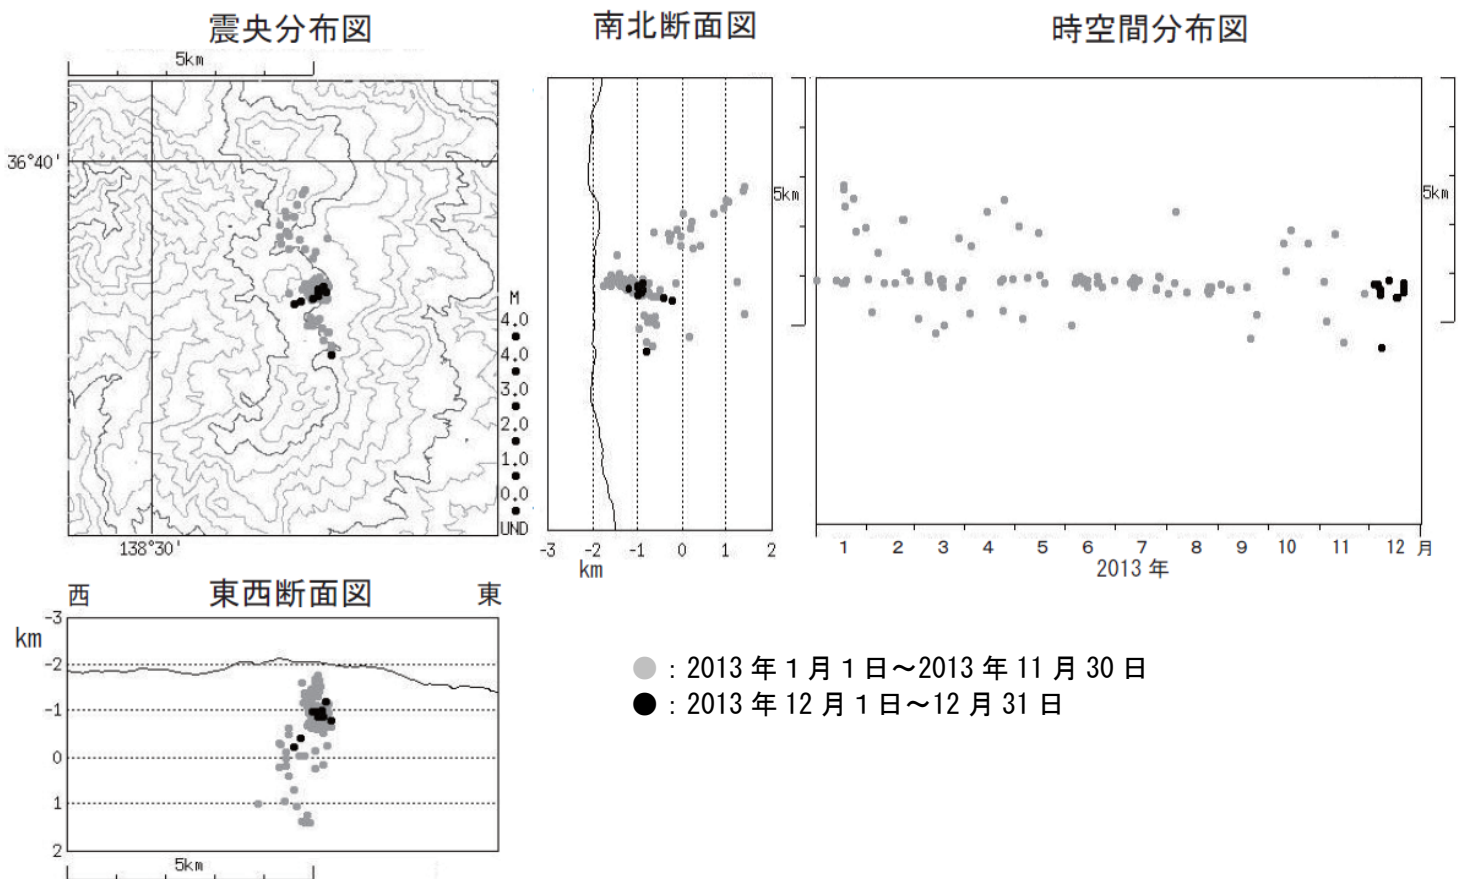 震央分布図
5km
36°40'
138°30'
M
4.0
4.0
3.0
2.0
1.0
0.0
UND
南北断面図
5km
-3 -2 -1 0 1 2
km
時空間分布図
5km
1 2 3 4 5 6 7 8 9 10 11 12 月
2013 年
西 東西断面図 東
-3
km
-2
-1
0
1
2
5km
：2013 年 1 月 1 日～2013 年 11 月 30 日
：2013 年 12 月 1 日～12 月 31 日